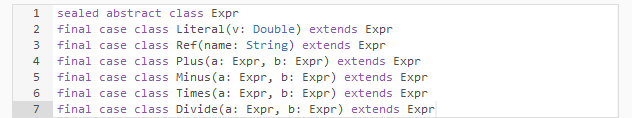 1 sealed abstract class Expr
2 final case class Literal(v: Double) extends Expr
3 final case class Ref(name: String) extends Expr
4 final case class Plus(a: Expr, b: Expr) extends Expr
5 final case class Minus(a: Expr, b: Expr) extends Expr
6 final case class Times(a: Expr, b: Expr) extends Expr
7 final case class Divide(a: Expr, b: Expr) extends Expr